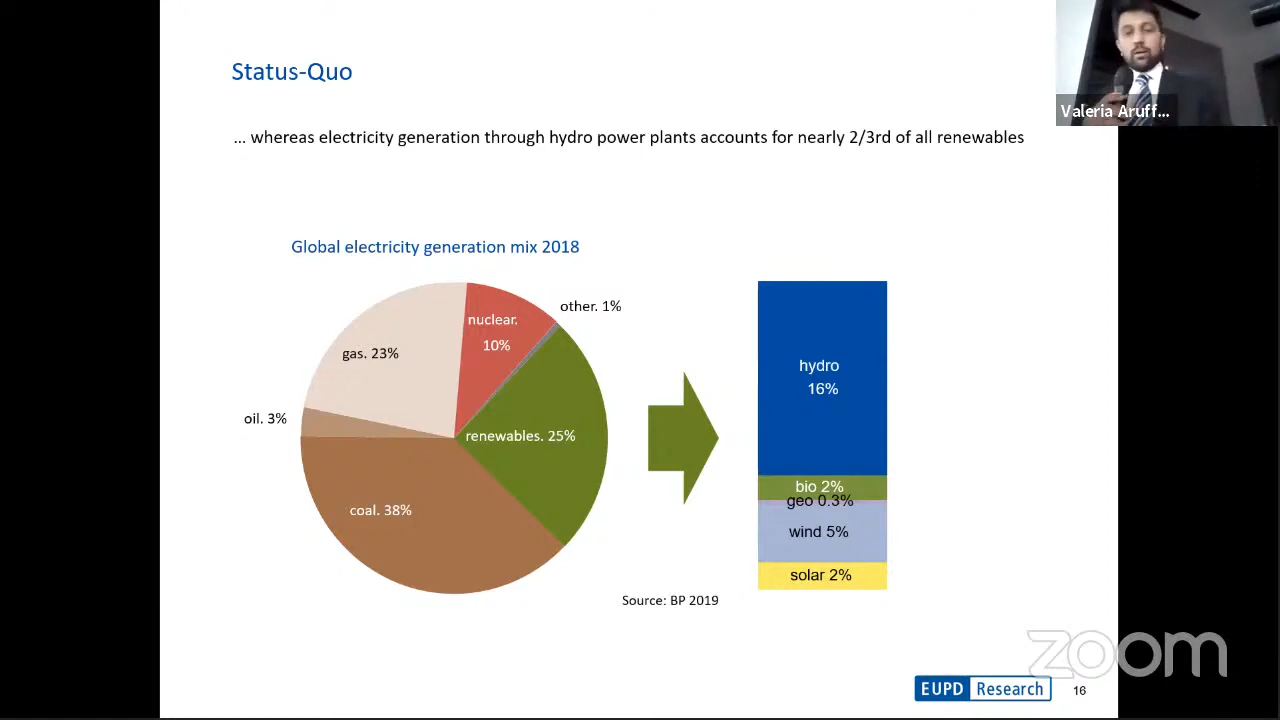 Status-Quo
Valeria Aruff...
... whereas electricity generation through hydro power plants accounts for nearly 2/3rd of all renewables
Global electricity generation mix 2018
other. 1%
nuclear.
10%
gas. 23%
oil. 3%
renewables. 25%
coal. 38%
hydro
16%
bio 2%
geo 0.3%
wind 5%
solar 2%
Source: BP 2019
zoom
EUPD Research
16